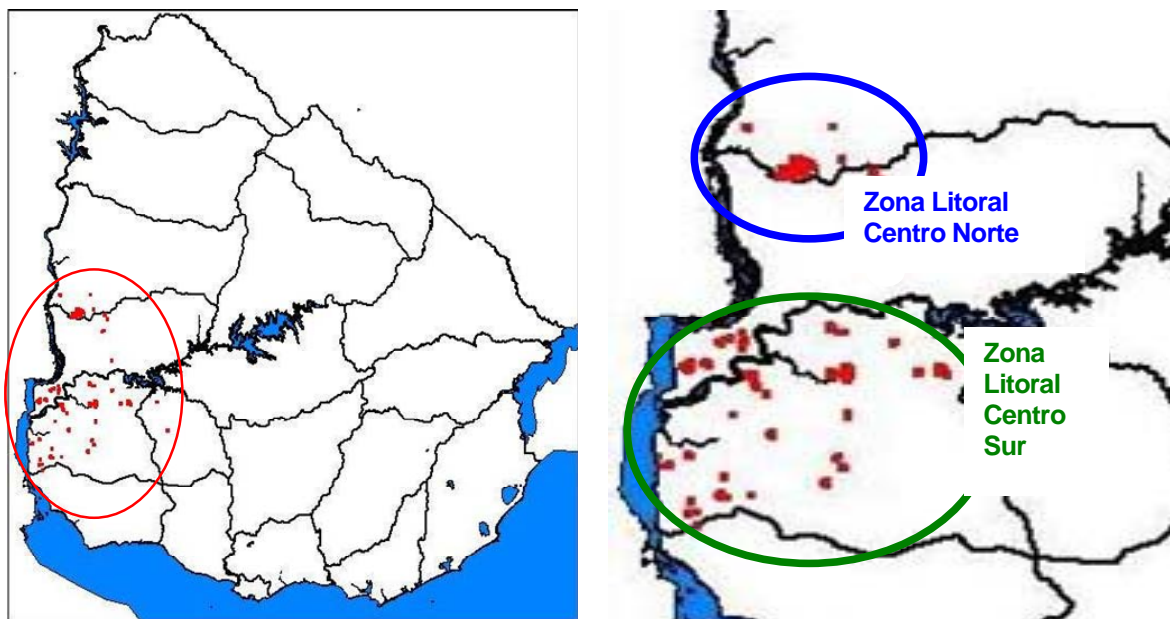 Zona Litoral
Centro Norte
Zona
Litoral
Centro
Sur